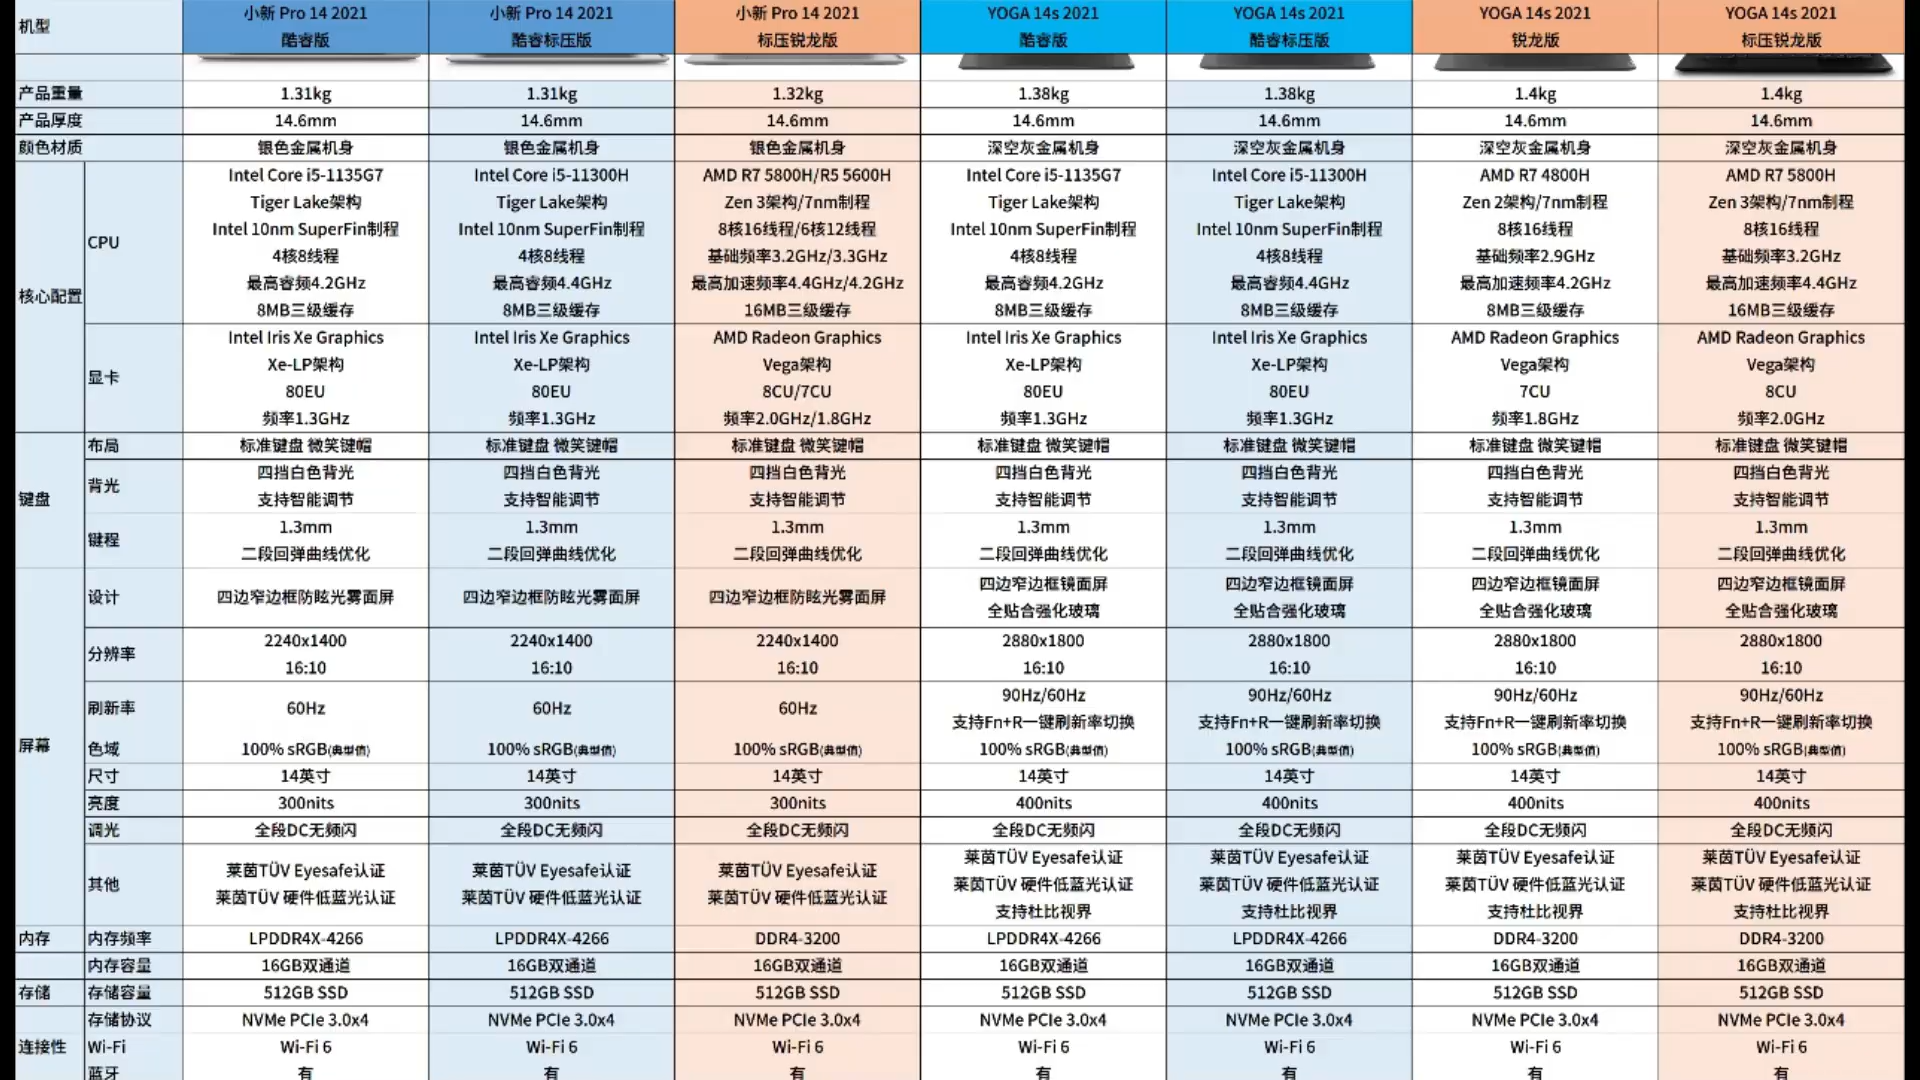 机型
小新 Pro 14 2021 酷睿版
小新 Pro 14 2021 酷睿标压版
小新 Pro 14 2021 标压锐龙版
YOGA 14s 2021 酷睿版
YOGA 14s 2021 酷睿标压版
YOGA 14s 2021 锐龙版
YOGA 14s 2021 标压锐龙版
产品重量 1.31kg 1.31kg 1.32kg 1.38kg 1.38kg 1.4kg 1.4kg
产品厚度 14.6mm 14.6mm 14.6mm 14.6mm 14.6mm 14.6mm 14.6mm
颜色材质 银色金属机身 银色金属机身 银色金属机身 深空灰金属机身 深空灰金属机身 深空灰金属机身 深空灰金属机身
核心配置
CPU
Intel Core i5-1135G7 Intel Core i5-11300H AMD R7 5800H/R5 5600H Intel Core i5-1135G7 Intel Core i5-11300H AMD R7 4800H AMD R7 5800H
Tiger Lake架构 Tiger Lake架构 Zen 3架构/7nm制程 Tiger Lake架构 Tiger Lake架构 Zen 2架构/7nm制程 Zen 3架构/7nm制程
Intel 10nm SuperFin制程 Intel 10nm SuperFin制程 8核16线程/6核12线程 Intel 10nm SuperFin制程 Intel 10nm SuperFin制程 8核16线程 8核16线程
4核8线程 4核8线程 基础频率3.2GHz/3.3GHz 4核8线程 4核8线程 基础频率2.9GHz 基础频率3.2GHz
最高睿频4.2GHz 最高睿频4.4GHz 最高加速频率4.4GHz/4.2GHz 最高睿频4.2GHz 最高睿频4.4GHz 最高加速频率4.2GHz 最高加速频率4.4GHz
8MB三级缓存 8MB三级缓存 16MB三级缓存 8MB三级缓存 8MB三级缓存 8MB三级缓存 16MB三级缓存
显卡
Intel Iris Xe Graphics Intel Iris Xe Graphics AMD Radeon Graphics Intel Iris Xe Graphics Intel Iris Xe Graphics AMD Radeon Graphics AMD Radeon Graphics
Xe-LP架构 Xe-LP架构 Vega架构 Xe-LP架构 Xe-LP架构 Vega架构 Vega架构
80EU 80EU 8CU/7CU 80EU 80EU 7CU 8CU
频率1.3GHz 频率1.3GHz 频率2.0GHz/1.8GHz 频率1.3GHz 频率1.3GHz 频率1.8GHz 频率2.0GHz
键盘
布局 标准键盘 微笑键帽 标准键盘 微笑键帽 标准键盘 微笑键帽 标准键盘 微笑键帽 标准键盘 微笑键帽 标准键盘 微笑键帽 标准键盘 微笑键帽
背光
四挡白色背光 四挡白色背光 四挡白色背光 四挡白色背光 四挡白色背光 四挡白色背光 四挡白色背光
支持智能调节 支持智能调节 支持智能调节 支持智能调节 支持智能调节 支持智能调节 支持智能调节
键程
1.3mm 1.3mm 1.3mm 1.3mm 1.3mm 1.3mm 1.3mm
二段回弹曲线优化 二段回弹曲线优化 二段回弹曲线优化 二段回弹曲线优化 二段回弹曲线优化 二段回弹曲线优化 二段回弹曲线优化
屏幕
设计
四边窄边框防眩光雾面屏 四边窄边框防眩光雾面屏 四边窄边框防眩光雾面屏 四边窄边框镜面屏 四边窄边框镜面屏 四边窄边框镜面屏 四边窄边框镜面屏
全贴合强化玻璃 全贴合强化玻璃 全贴合强化玻璃 全贴合强化玻璃
分辨率
2240x1400 2240x1400 2240x1400 2880x1800 2880x1800 2880x1800 2880x1800
16:10 16:10 16:10 16:10 16:10 16:10 16:10
刷新率
60Hz 60Hz 60Hz 90Hz/60Hz 90Hz/60Hz 90Hz/60Hz 90Hz/60Hz
支持Fn+R一键刷新率切换 支持Fn+R一键刷新率切换 支持Fn+R一键刷新率切换 支持Fn+R一键刷新率切换
色域 100% sRGB(典型值) 100% sRGB(典型值) 100% sRGB(典型值) 100% sRGB(典型值) 100% sRGB(典型值) 100% sRGB(典型值) 100% sRGB(典型值)
尺寸 14英寸 14英寸 14英寸 14英寸 14英寸 14英寸 14英寸
亮度 300nits 300nits 300nits 400nits 400nits 400nits 400nits
调光 全段DC无频闪 全段DC无频闪 全段DC无频闪 全段DC无频闪 全段DC无频闪 全段DC无频闪 全段DC无频闪
其他
莱茵TÜV Eyesafe认证 莱茵TÜV Eyesafe认证 莱茵TÜV Eyesafe认证 莱茵TÜV Eyesafe认证 莱茵TÜV Eyesafe认证 莱茵TÜV Eyesafe认证 莱茵TÜV Eyesafe认证
莱茵TÜV 硬件低蓝光认证 莱茵TÜV 硬件低蓝光认证 莱茵TÜV 硬件低蓝光认证 莱茵TÜV 硬件低蓝光认证 莱茵TÜV 硬件低蓝光认证 莱茵TÜV 硬件低蓝光认证 莱茵TÜV 硬件低蓝光认证
支持杜比视界 支持杜比视界 支持杜比视界 支持杜比视界
内存 内存频率 LPDDR4X-4266 LPDDR4X-4266 DDR4-3200 LPDDR4X-4266 LPDDR4X-4266 DDR4-3200 DDR4-3200
内存容量 16GB双通道 16GB双通道 16GB双通道 16GB双通道 16GB双通道 16GB双通道 16GB双通道
存储 存储容量 512GB SSD 512GB SSD 512GB SSD 512GB SSD 512GB SSD 512GB SSD 512GB SSD
存储协议 NVMe PCIe 3.0x4 NVMe PCIe 3.0x4 NVMe PCIe 3.0x4 NVMe PCIe 3.0x4 NVMe PCIe 3.0x4 NVMe PCIe 3.0x4 NVMe PCIe 3.0x4
连接性 Wi-Fi Wi-Fi 6 Wi-Fi 6 Wi-Fi 6 Wi-Fi 6 Wi-Fi 6 Wi-Fi 6 Wi-Fi 6
蓝牙 有 有 有 有 有 有 有